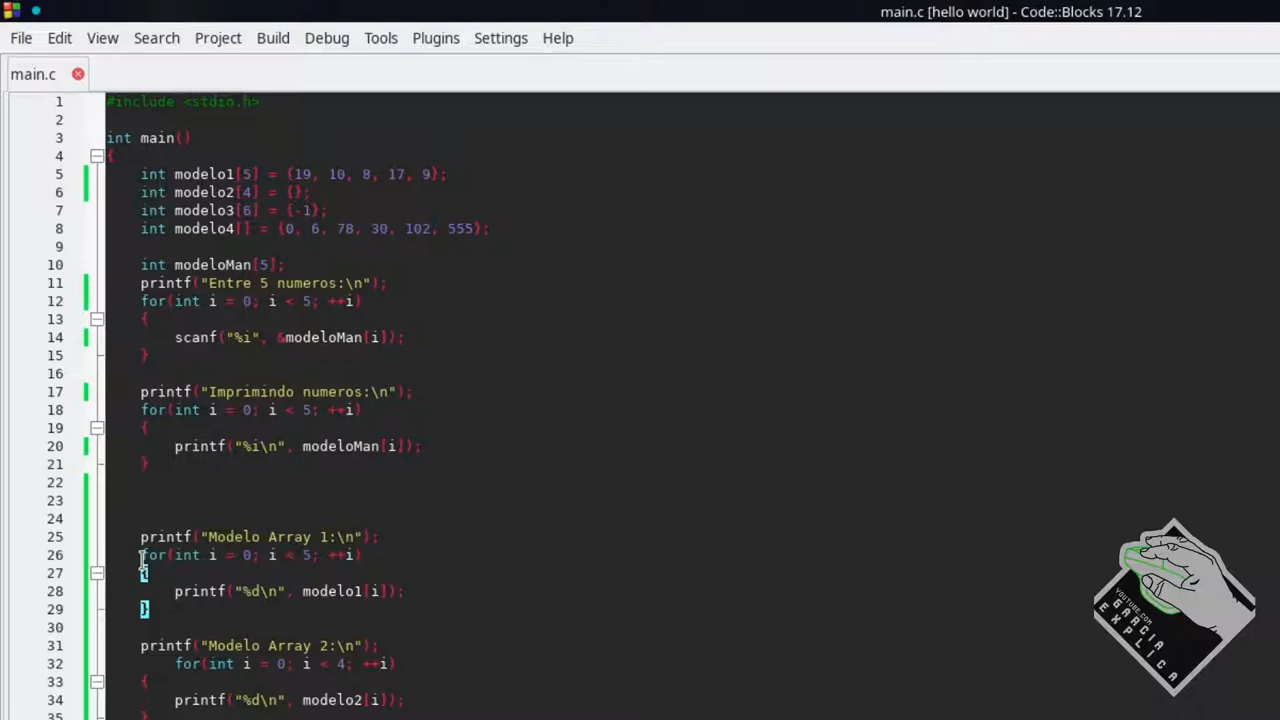 main.c [hello world] - Code::Blocks 17.12
File Edit View Search Project Build Debug Tools Plugins Settings Help
main.c
1 #include <stdio.h>
2
3 int main()
4 {
5 int modelo1[5] = {19, 10, 8, 17, 9};
6 int modelo2[4] = {};
7 int modelo3[6] = {-1};
8 int modelo4[] = {0, 6, 78, 30, 102, 555};
9
10 int modeloMan[5];
11 printf("Entre 5 numeros:\n");
12 for(int i = 0; i < 5; ++i)
13 {
14 scanf("%i", &modeloMan[i]);
15 }
16
17 printf("Imprimindo numeros:\n");
18 for(int i = 0; i < 5; ++i)
19 {
20 printf("%i\n", modeloMan[i]);
21 }
22
23
24
25 printf("Modelo Array 1:\n");
26 for(int i = 0; i < 5; ++i)
27 {
28 printf("%d\n", modelo1[i]);
29 }
30
31 printf("Modelo Array 2:\n");
32 for(int i = 0; i < 4; ++i)
33 {
34 printf("%d\n", modelo2[i]);
35 }
YOUTUBE.COM/
EGARCIA
EXPLICA